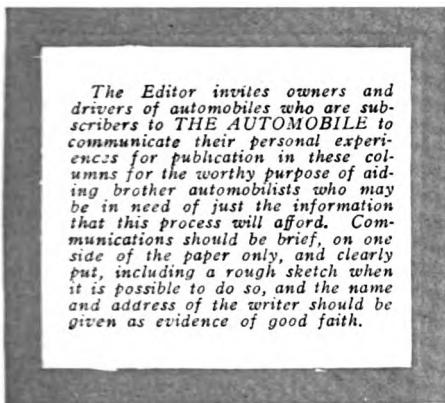 The Editor invites owners and
drivers of automobiles who are sub-
scribers to THE AUTOMOBILE to
communicate their personal experi-
ences for publication in these col-
umns for the worthy purpose of aid-
ing brother automobilists who may
be in need of just the information
that this process will afford. Com-
munications should be brief, on one
side of the paper only, and clearly
put, including a rough sketch when
it is possible to do so, and the name
and address of the writer should be
given as evidence of good faith.